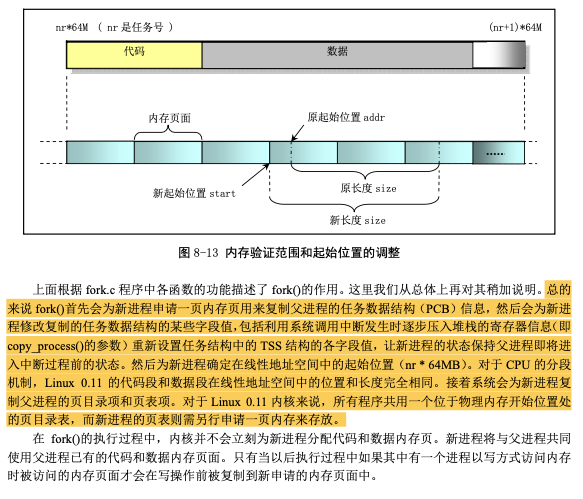 nr*64M （ nr 是任务号 ）
(nr+1)*64M
代码
数据
内存页面
原起始位置 addr
.....
新起始位置 start
原长度 size
新长度 size
图 8-13 内存验证范围和起始位置的调整
上面根据 fork.c 程序中各函数的功能描述了 fork()的作用。这里我们从总体上再对其稍加说明。总的
来说 fork()首先会为新进程申请一页内存页用来复制父进程的任务数据结构（PCB）信息，然后会为新进
程修改复制的任务数据结构的某些字段值，包括利用系统调用中断发生时逐步压入堆栈的寄存器信息（即
copy_process()的参数）重新设置任务结构中的 TSS 结构的各字段值，让新进程的状态保持父进程即将进
入中断过程前的状态。然后为新进程确定在线性地址空间中的起始位置（nr * 64MB）。对于 CPU 的分段
机制，Linux 0.11 的代码段和数据段在线性地址空间中的位置和长度完全相同。接着系统会为新进程复
制父进程的页目录项和页表项。对于 Linux 0.11 内核来说，所有程序共用一个位于物理内存开始位置处
的页目录表，而新进程的页表则需另行申请一页内存来存放。
在 fork()的执行过程中，内核并不会立刻为新进程分配代码和数据内存页。新进程将与父进程共同
使用父进程已有的代码和数据内存页面。只有当以后执行过程中如果其中有一个进程以写方式访问内存
时被访问的内存页面才会在写操作前被复制到新申请的内存页面中。